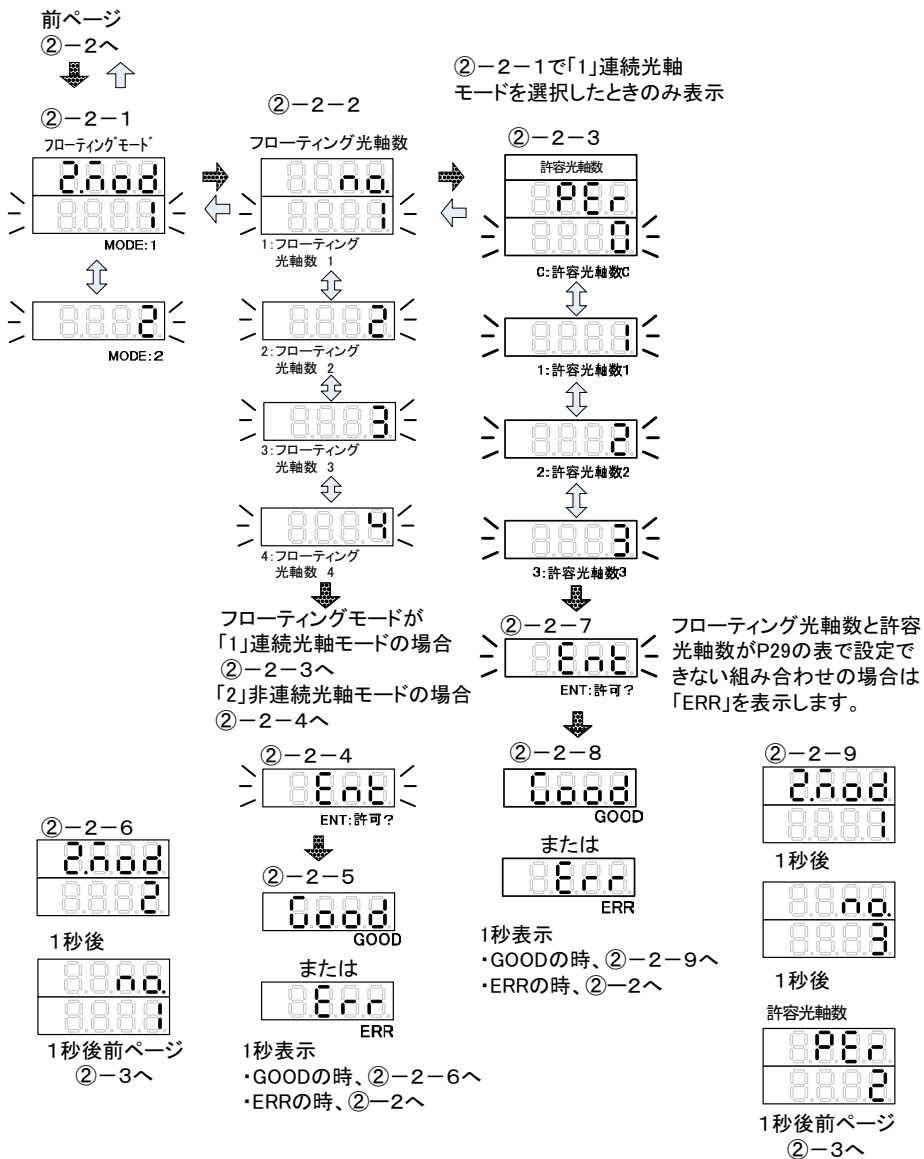 前ページ
②－2へ
②－2－1
フローティングモード
2.mod
1
MODE:1
2
MODE:2
②－2－2
フローティング光軸数
no.
1
1:フローティング
光軸数 1
2
2:フローティング
光軸数 2
3
3:フローティング
光軸数 3
4
4:フローティング
光軸数 4
フローティングモードが
「1」連続光軸モードの場合
②－2－3へ
「2」非連続光軸モードの場合
②－2－4へ
②－2－4
Ent
ENT:許可?
②－2－5
Good
GOOD
または
Err
ERR
1秒表示
・GOODの時、②－2－6へ
・ERRの時、②－2へ
②－2－6
2.mod
2
1秒後
no.
1
1秒後前ページ
②－3へ
②－2－1で「1」連続光軸
モードを選択したときのみ表示
②－2－3
許容光軸数
PEr
0
C:許容光軸数C
1
1:許容光軸数1
2
2:許容光軸数2
3
3:許容光軸数3
②－2－7
Ent
ENT:許可?
フローティング光軸数と許容
光軸数がP29の表で設定で
きない組み合わせの場合は
「ERR」を表示します。
②－2－8
Good
GOOD
または
Err
ERR
1秒表示
・GOODの時、②－2－9へ
・ERRの時、②－2へ
②－2－9
2.mod
1
1秒後
no.
3
1秒後
許容光軸数
PEr
2
1秒後前ページ
②－3へ